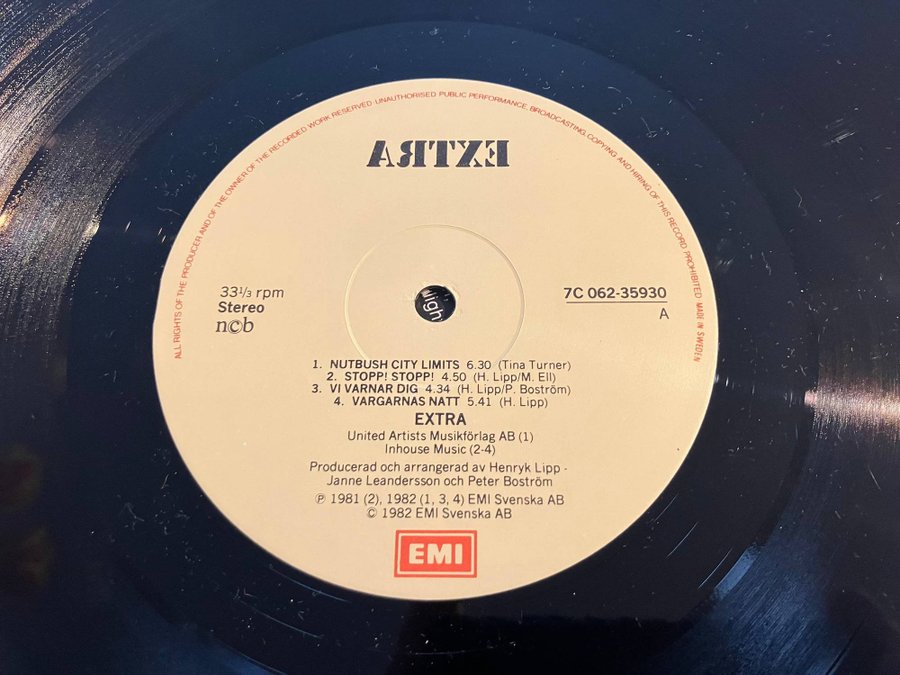 ALL RIGHTS OF THE PRODUCER AND OF THE OWNER OF THE RECORDED WORK RESERVED. UNAUTHORISED PUBLIC PERFORMANCE, BROADCASTING, COPYING AND HIRING OF THIS RECORD PROHIBITED MADE IN SWEDEN
EXTRA
33⅓ rpm
Stereo
n©b
7C 062-35930
A
1. NUTBUSH CITY LIMITS 6.30 (Tina Turner)
2. STOPP! STOPP! 4.50 (H. Lipp/M. Ell)
3. VI VARNAR DIG 4.34 (H. Lipp/P. Boström)
4. VARGARNAS NATT 5.41 (H. Lipp)
EXTRA
United Artists Musikförlag AB (1)
Inhouse Music (2-4)
Producerad och arrangerad av Henryk Lipp -
Janne Leandersson och Peter Boström
℗ 1981 (2), 1982 (1, 3, 4) EMI Svenska AB
© 1982 EMI Svenska AB
EMI